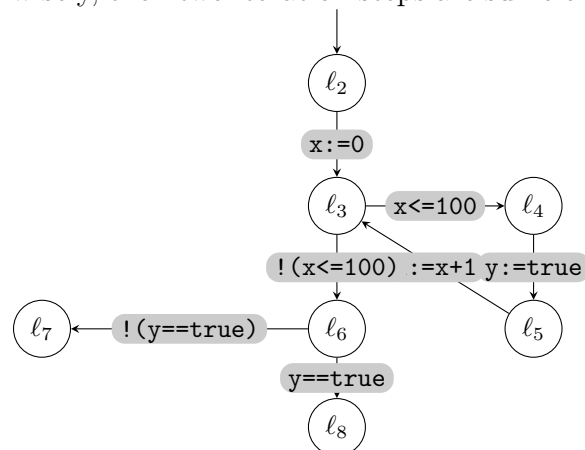 ℓ2
x:=0
ℓ3 x<=100 ℓ4
!(x<=100) :=x+1 y:=true
ℓ7 !(y==true) ℓ6 ℓ5
y==true
ℓ8